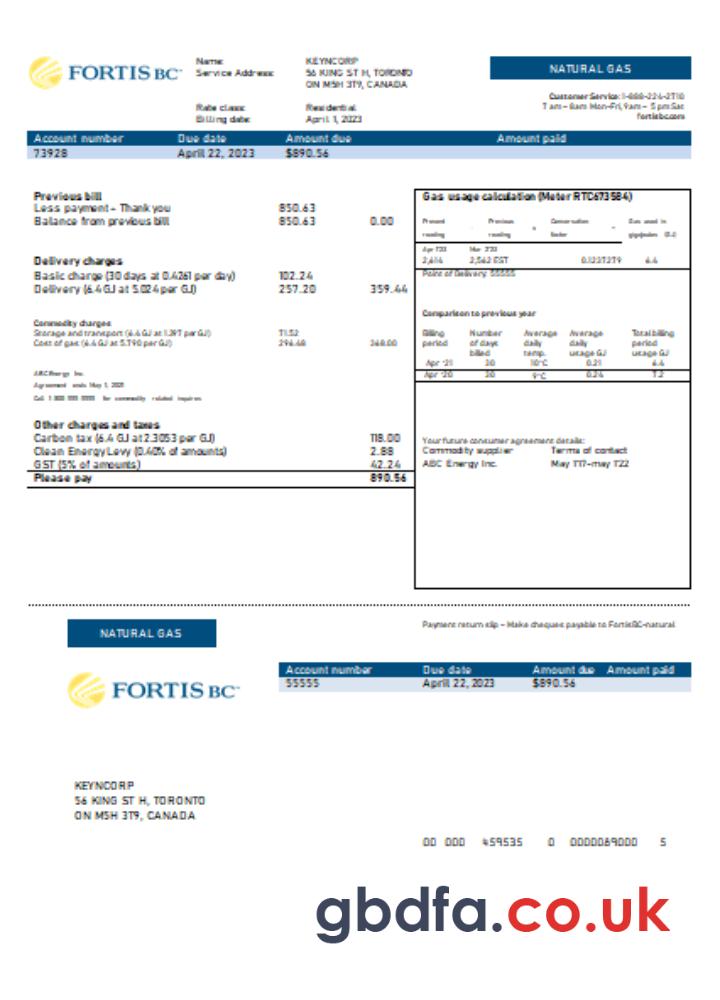 FORTIS BC
Name: KEYNCORP
Service Address: 56 KING ST H, TORONTO
ON M5H 3T9, CANADA
Rate class: Residential
Billing date: April 1, 2023
NATURAL GAS
Customer Service: 1-888-224-2710
7 am – 8am Mon-Fri, 9am – 5 pm Sat
fortisbc.com
Account number Due date Amount due Amount paid
73928 April 22, 2023 $890.56
Previous bill
Less payment – Thank you 850.63
Balance from previous bill 850.63 0.00
Delivery charges
Basic charge (30 days at 0.4261 per day) 102.24
Delivery (6.4 GJ at 5.024 per GJ) 257.20 359.44
Commodity charges
Storage and transport (6.4 GJ at 1.397 per GJ) 71.52
Cost of gas (6.4 GJ at 5.790 per GJ) 296.48 368.00
ABC Energy Inc.
Agreement ends May 1, 2021
Call 1 800 555 5555 for commodity related inquires
Other charges and taxes
Carbon tax (6.4 GJ at 2.3053 per GJ) 118.00
Clean Energy Levy (0.40% of amounts) 2.88
GST (5% of amounts) 42.24
Please pay 890.56
Gas usage calculation (Meter RTC673584)
Present - Previous x Conversation = Gas used in
reading reading factor gigajoules (GJ)
Apr 1'23 Mar 2'23
2,614 2,562 EST 0.1237279 6.4
Point of Delivery: 55555
Comparison to previous year
Billing Number Average Average Total billing
period of days daily daily period
billed temp. usage GJ usage GJ
Apr '21 30 10°C 0.21 6.4
Apr '20 30 9°C 0.24 7.2
Your future consumer agreement details:
Commodity supplier Terms of contact
ABC Energy Inc. May 1'17-may 1'22
NATURAL GAS
Payment return slip – Make cheques payable to FortisBC-natural
FORTIS BC
Account number Due date Amount due Amount paid
55555 April 22, 2023 $890.56
KEYNCORP
56 KING ST H, TORONTO
ON M5H 3T9, CANADA
00 000 459535 0 0000089000 5
gbdfa.co.uk